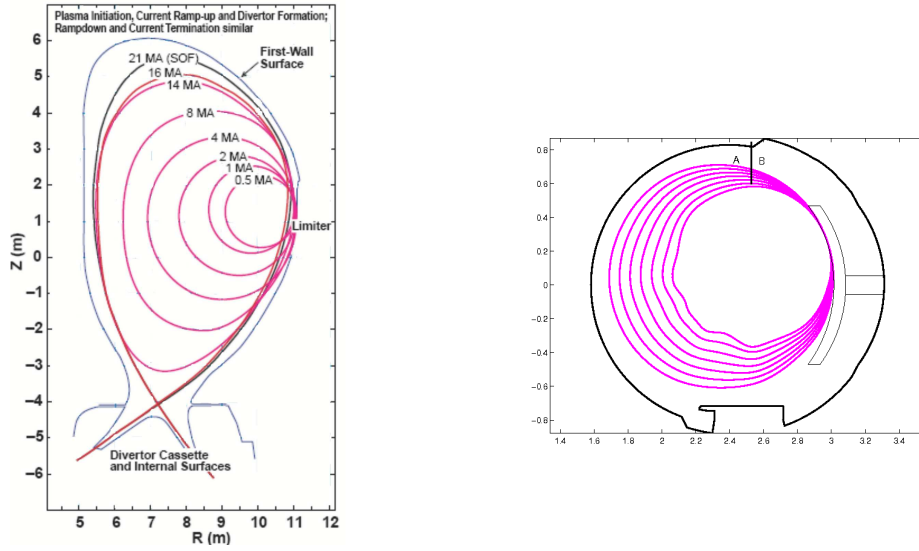 Plasma Initiation, Current Ramp-up and Divertor Formation;
Rampdown and Current Termination similar
First-Wall
Surface
21 MA (SOF)
16 MA
14 MA
8 MA
4 MA
2 MA
1 MA
0.5 MA
Limiter
Divertor Cassette
and Internal Surfaces
Z (m)
6
5
4
3
2
1
0
−1
−2
−3
−4
−5
−6
5 6 7 8 9 10 11 12
R (m)
A B
0.8
0.6
0.4
0.2
0
−0.2
−0.4
−0.6
−0.8
1.4 1.6 1.8 2 2.2 2.4 2.6 2.8 3 3.2 3.4